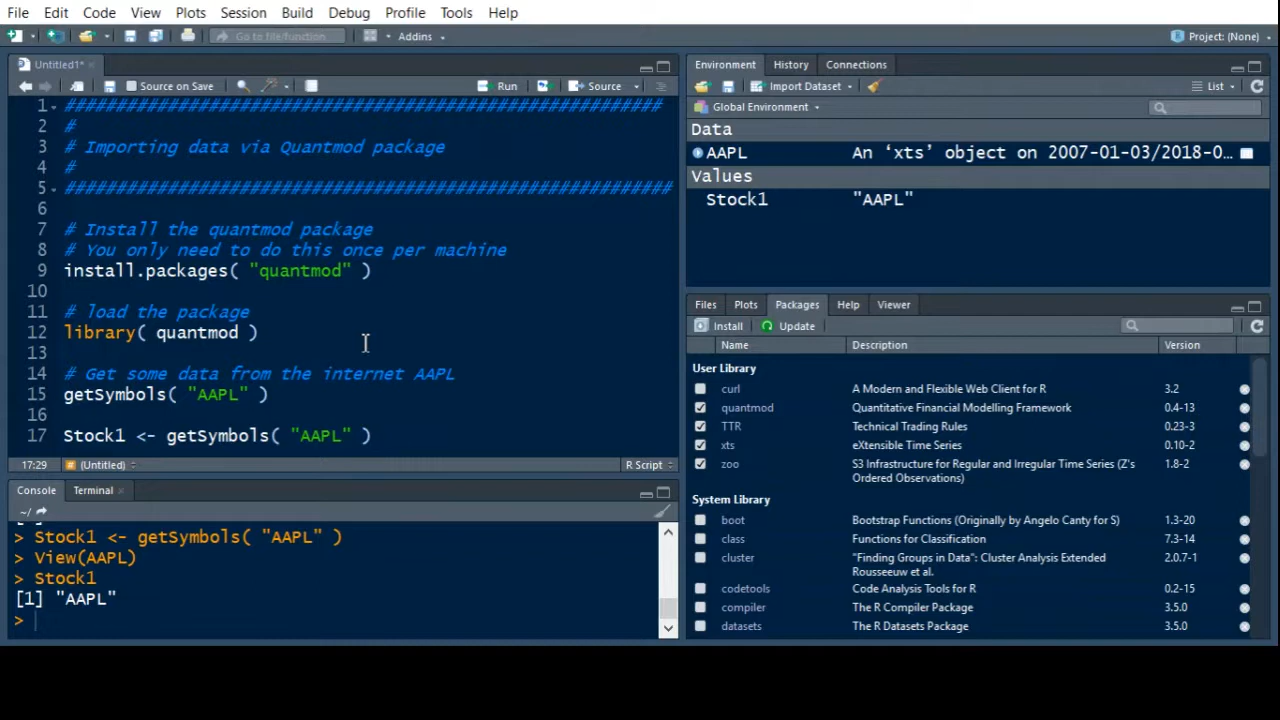 File Edit Code View Plots Session Build Debug Profile Tools Help
Go to file/function Addins Project: (None)
Untitled1*
Source on Save Run Source
1 ##########################################################
2 #
3 # Importing data via Quantmod package
4 #
5 ###########################################################
6
7 # Install the quantmod package
8 # You only need to do this once per machine
9 install.packages( "quantmod" )
10
11 # load the package
12 library( quantmod )
13
14 # Get some data from the internet AAPL
15 getSymbols( "AAPL" )
16
17 Stock1 <- getSymbols( "AAPL" )
17:29 (Untitled) R Script
Console Terminal
~/
> Stock1 <- getSymbols( "AAPL" )
> View(AAPL)
> Stock1
[1] "AAPL"
>
Environment History Connections
Import Dataset List
Global Environment
Data
AAPL An ‘xts’ object on 2007-01-03/2018-0…
Values
Stock1 "AAPL"
Files Plots Packages Help Viewer
Install Update
Name Description Version
User Library
curl A Modern and Flexible Web Client for R 3.2
quantmod Quantitative Financial Modelling Framework 0.4-13
TTR Technical Trading Rules 0.23-3
xts eXtensible Time Series 0.10-2
zoo S3 Infrastructure for Regular and Irregular Time Series (Z's 1.8-2
Ordered Observations)
System Library
boot Bootstrap Functions (Originally by Angelo Canty for S) 1.3-20
class Functions for Classification 7.3-14
cluster "Finding Groups in Data": Cluster Analysis Extended 2.0.7-1
Rousseeuw et al.
codetools Code Analysis Tools for R 0.2-15
compiler The R Compiler Package 3.5.0
datasets The R Datasets Package 3.5.0